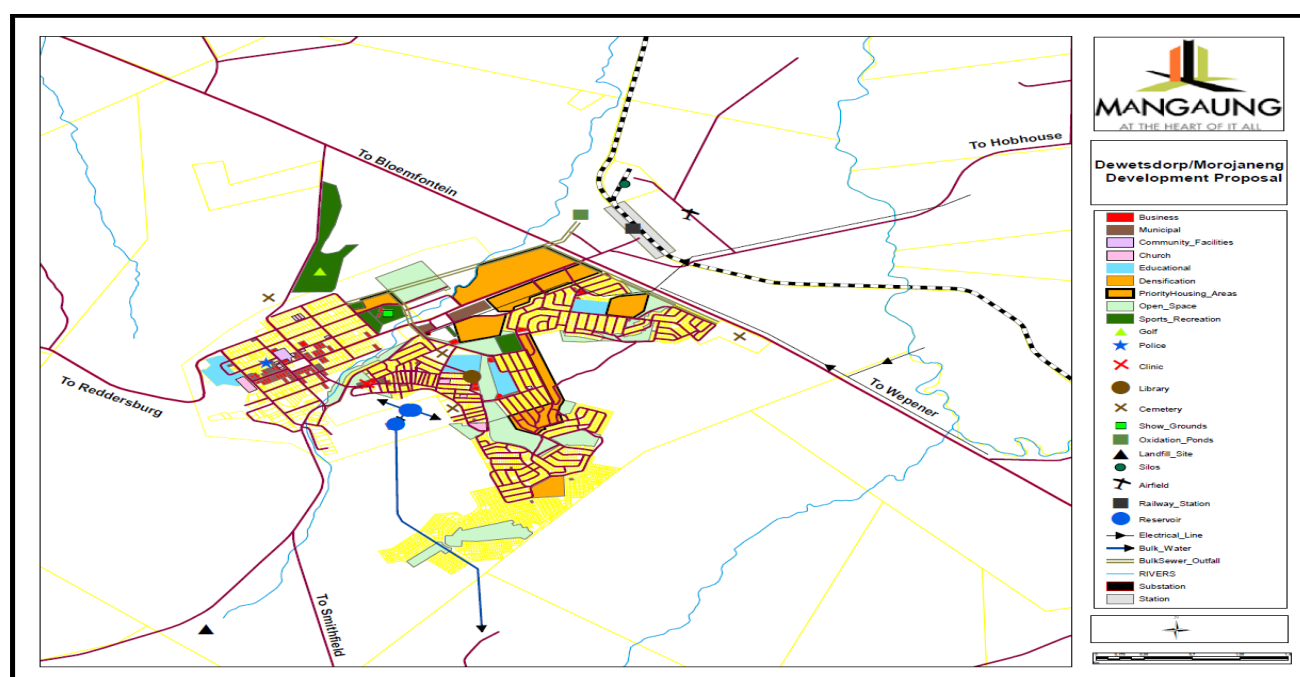 To Bloemfontein
To Hobhouse
To Reddersburg
To Wepener
To Smithfield
MANGAUNG
AT THE HEART OF IT ALL
Dewetsdorp/Morojaneng
Development Proposal
Business
Municipal
Community_Facilities
Church
Educational
Densification
PriorityHousing_Areas
Open_Space
Sports_Recreation
Golf
Police
Clinic
Library
Cemetery
Show_Grounds
Oxidation_Ponds
Landfill_Site
Silos
Airfield
Railway_Station
Reservoir
Electrical_Line
Bulk_Water
BulkSewer_Outfall
RIVERS
Substation
Station